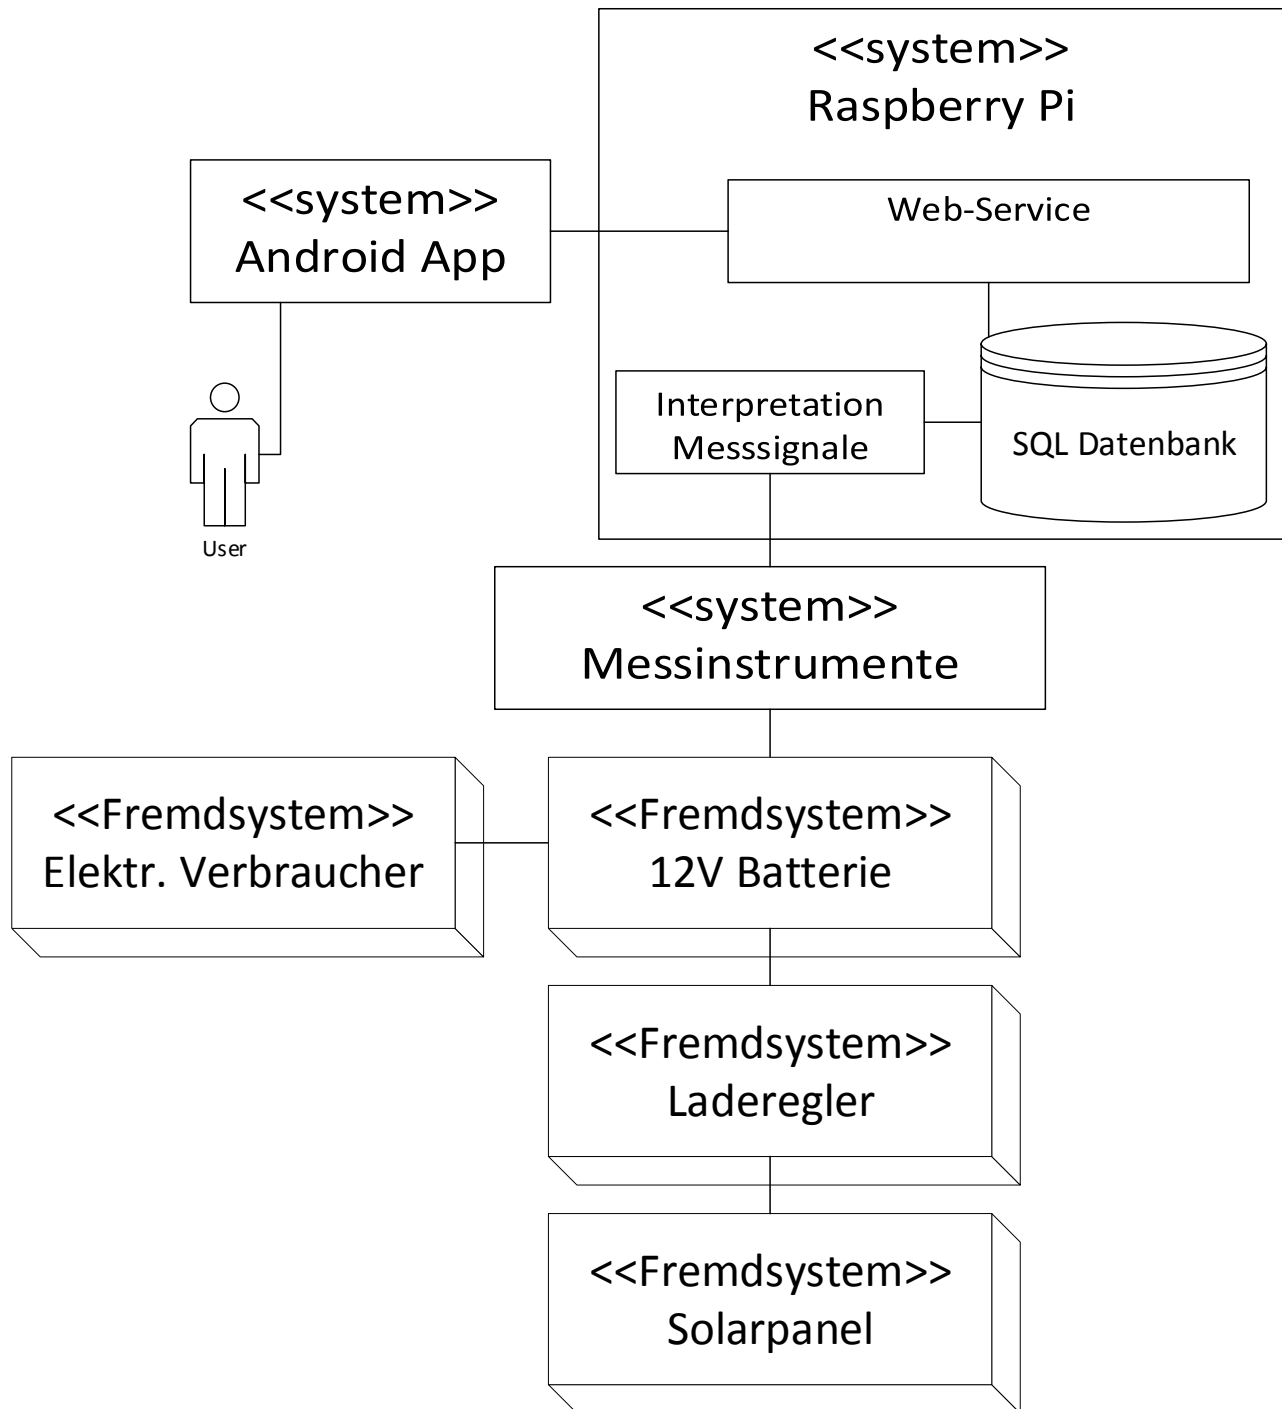 <<system>>
Raspberry Pi
<<system>>
Android App
Web-Service
Interpretation
Messsignale
SQL Datenbank
User
<<system>>
Messinstrumente
<<Fremdsystem>>
Elektr. Verbraucher
<<Fremdsystem>>
12V Batterie
<<Fremdsystem>>
Laderegler
<<Fremdsystem>>
Solarpanel